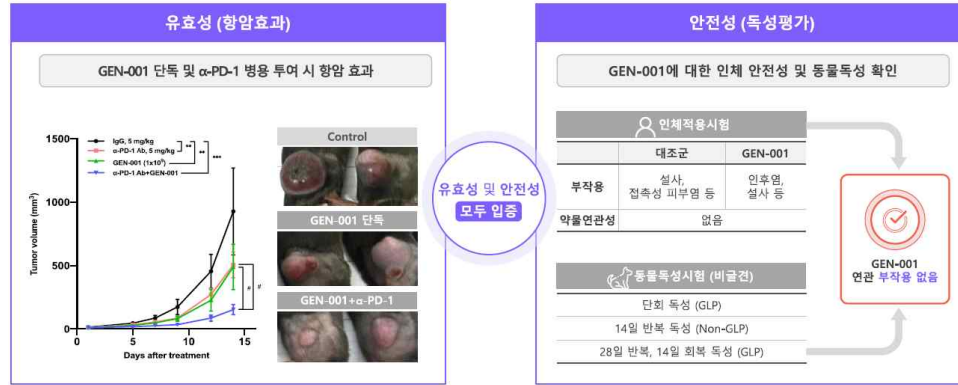 유효성 (항암효과)
GEN-001 단독 및 α-PD-1 병용 투여 시 항암 효과
1500
1000
500
0
Tumor volume (mm³)
0 5 10 15
Days after treatment
IgG, 5 mg/kg
α-PD-1 Ab, 5 mg/kg
GEN-001 (1x10⁹)
α-PD-1 Ab+GEN-001
** ** ***
# #
Control
GEN-001 단독
GEN-001+α-PD-1
유효성 및 안전성
모두 입증
안전성 (독성평가)
GEN-001에 대한 인체 안전성 및 동물독성 확인
인체적용시험
대조군 GEN-001
부작용 설사, 접촉성 피부염 등 인후염, 설사 등
약물연관성 없음
동물독성시험 (비글견)
단회 독성 (GLP)
14일 반복 독성 (Non-GLP)
28일 반복, 14일 회복 독성 (GLP)
GEN-001
연관 부작용 없음